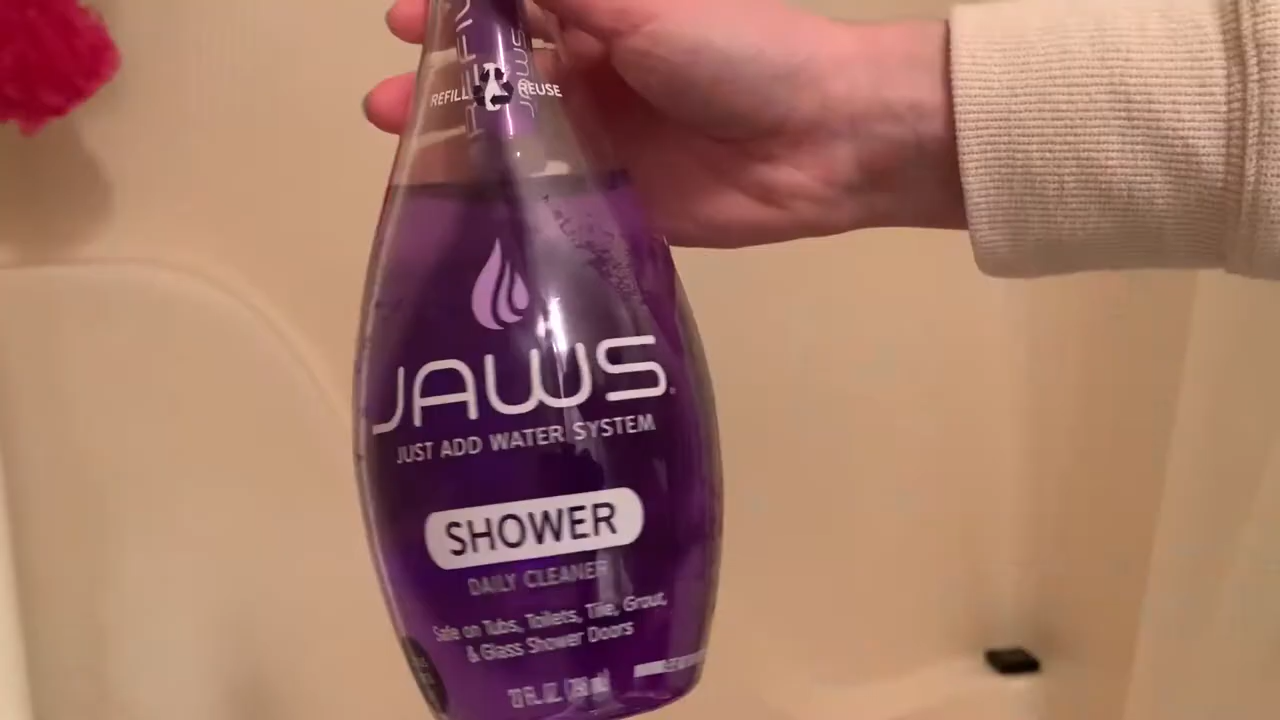 REFILL REUSE
JAWS
JAWS
JUST ADD WATER SYSTEM
SHOWER
DAILY CLEANER
Safe on Tubs, Toilets, Tile, Grout,
& Glass Shower Doors